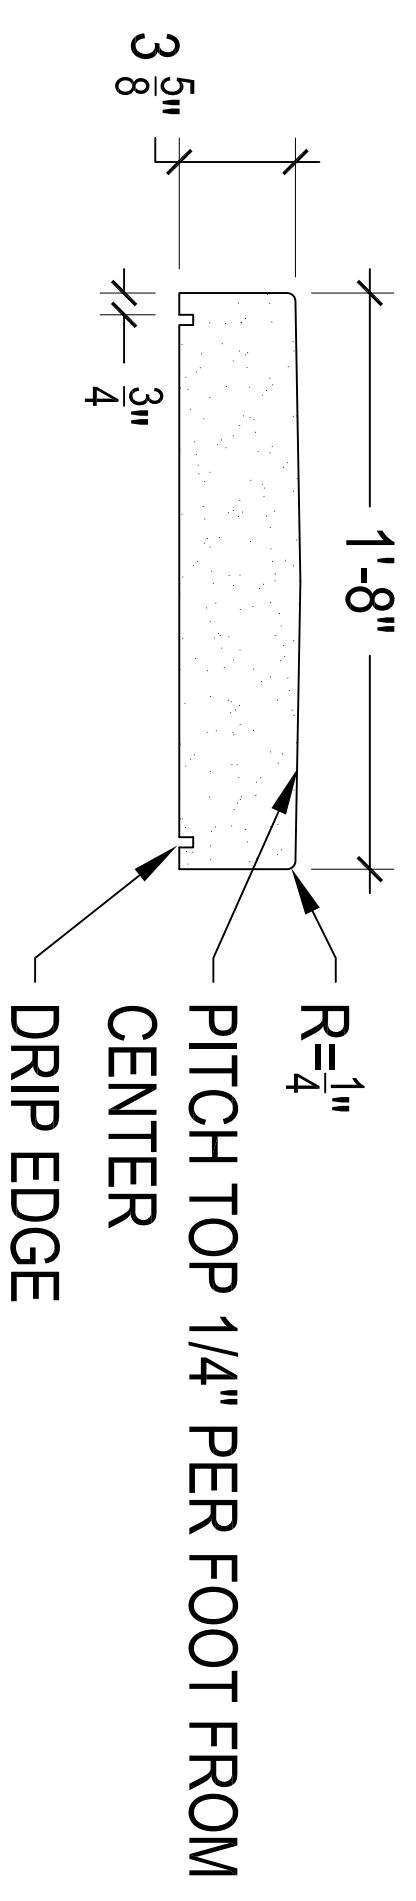 1'-8"
3 5/8"
3/4"
R=1/4"
PITCH TOP 1/4" PER FOOT FROM
CENTER
DRIP EDGE